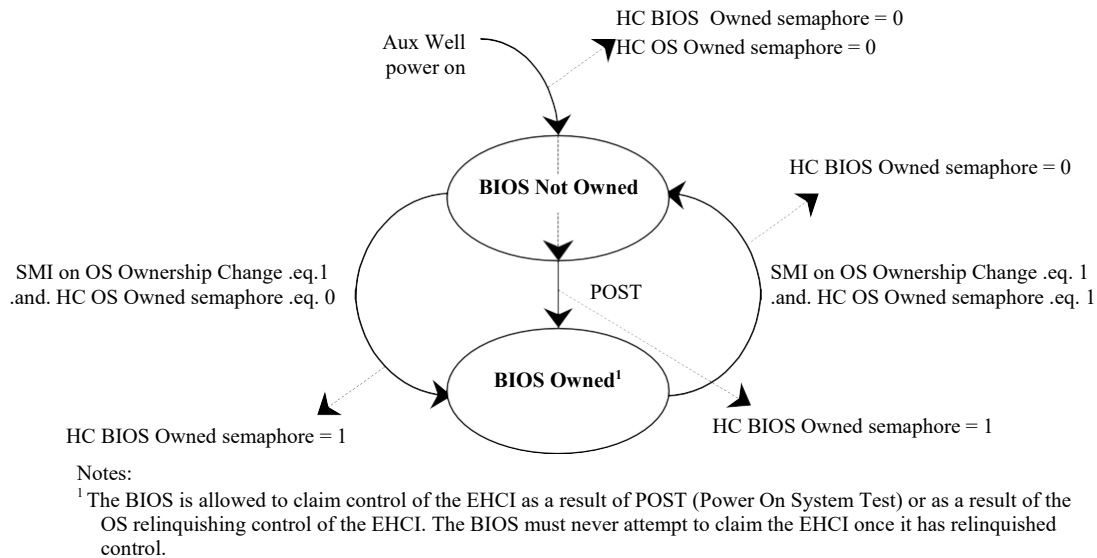 HC BIOS Owned semaphore = 0
Aux Well
power on
HC OS Owned semaphore = 0
BIOS Not Owned
HC BIOS Owned semaphore = 0
SMI on OS Ownership Change .eq.1
.and. HC OS Owned semaphore .eq. 0
POST
SMI on OS Ownership Change .eq. 1
.and. HC OS Owned semaphore .eq. 1
BIOS Owned¹
HC BIOS Owned semaphore = 1
HC BIOS Owned semaphore = 1
Notes:
¹ The BIOS is allowed to claim control of the EHCI as a result of POST (Power On System Test) or as a result of the
OS relinquishing control of the EHCI. The BIOS must never attempt to claim the EHCI once it has relinquished
control.